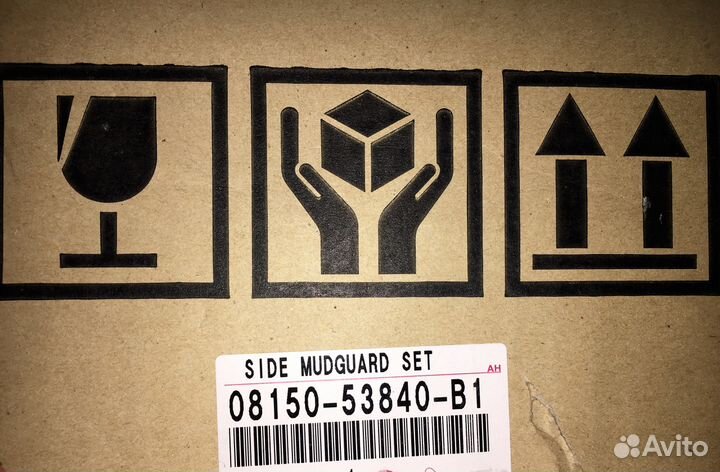 SIDE MUDGUARD SET
AH
08150-53840-B1
Avito